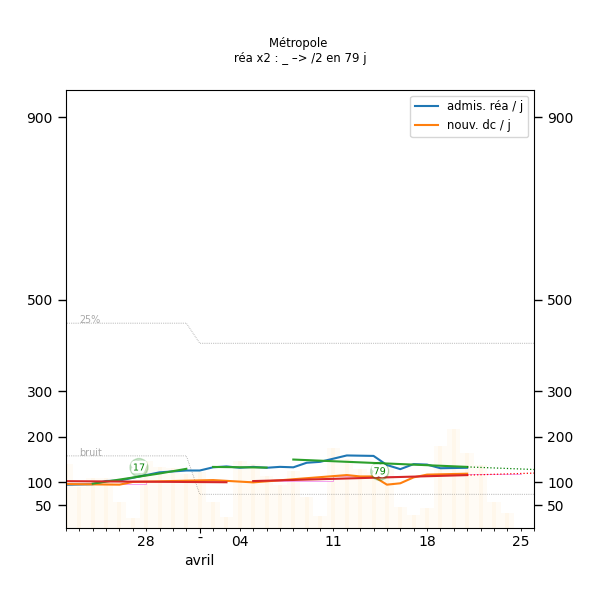 Métropole
réa x2 : _ –> /2 en 79 j
admis. réa / j
nouv. dc / j
900 900
500 500
25%
300 300
200 200
bruit
17
79
100 100
50 50
28 - 04 11 18 25
avril